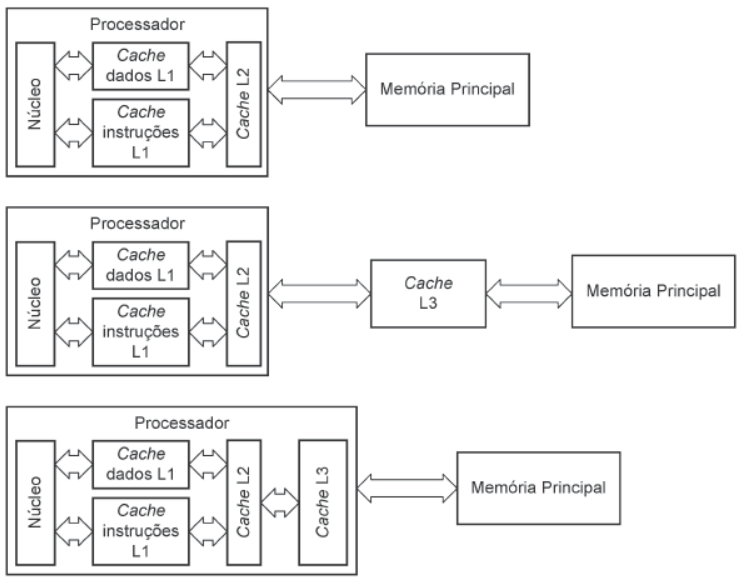 Processador
Núcleo
Cache
dados L1
Cache
instruções
L1
Cache L2
Memória Principal
Processador
Núcleo
Cache
dados L1
Cache
instruções
L1
Cache L2
Cache
L3
Memória Principal
Processador
Núcleo
Cache
dados L1
Cache
instruções
L1
Cache L2
Cache L3
Memória Principal